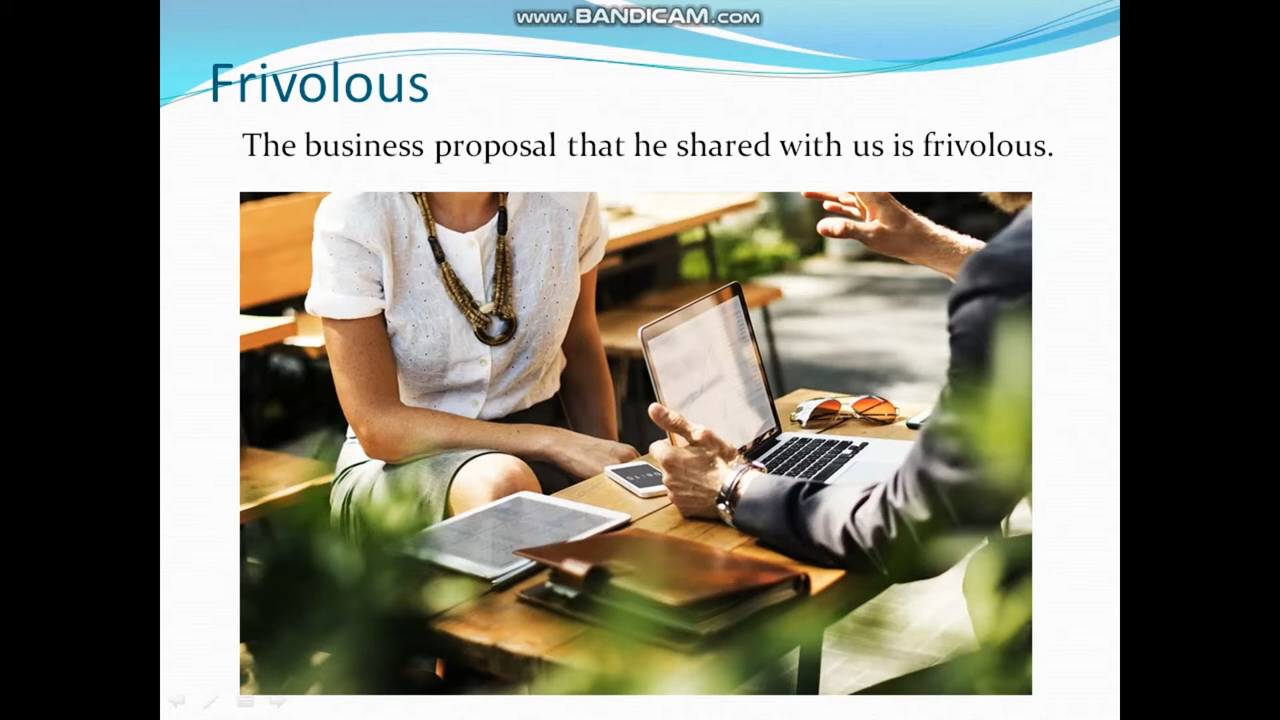 www.BANDICAM.com
Frivolous
The business proposal that he shared with us is frivolous.